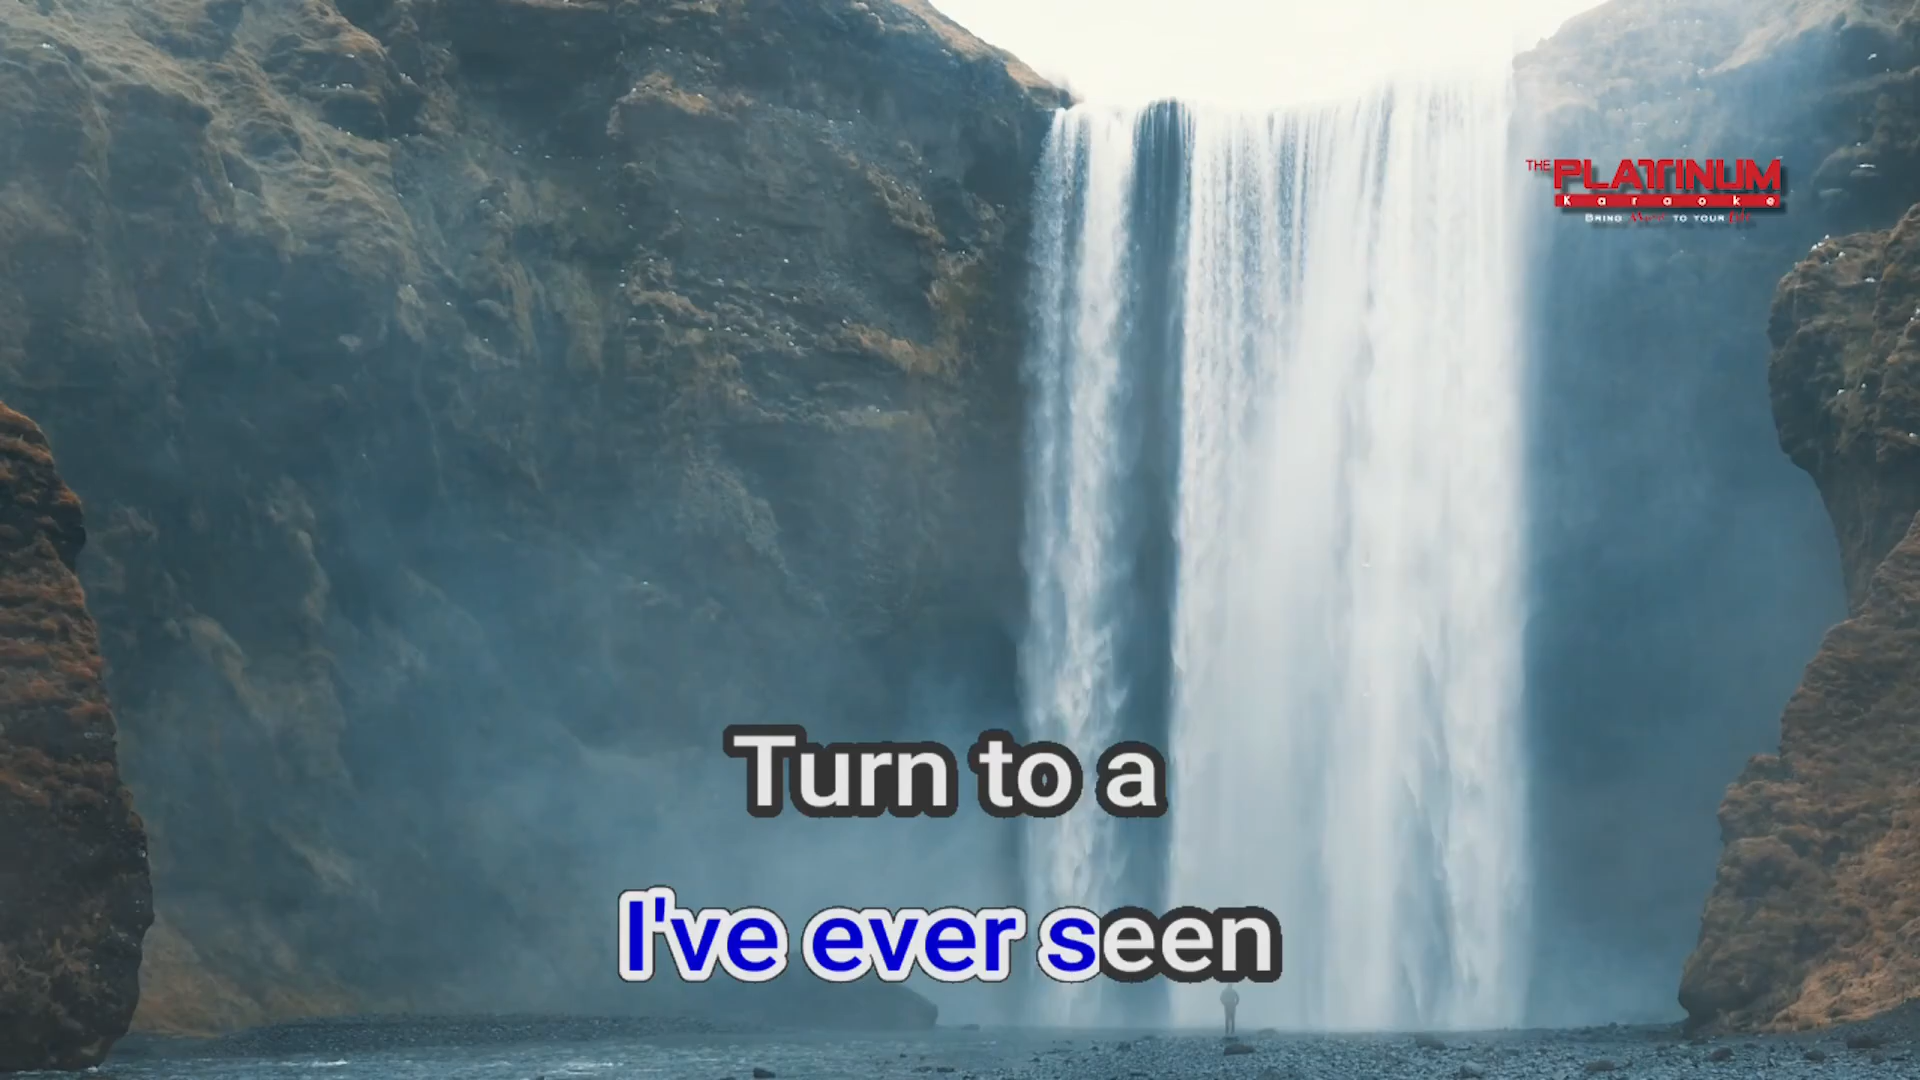 THE PLATINUM
Karaoke
BRING Music TO YOUR Life
Turn to a
I've ever seen